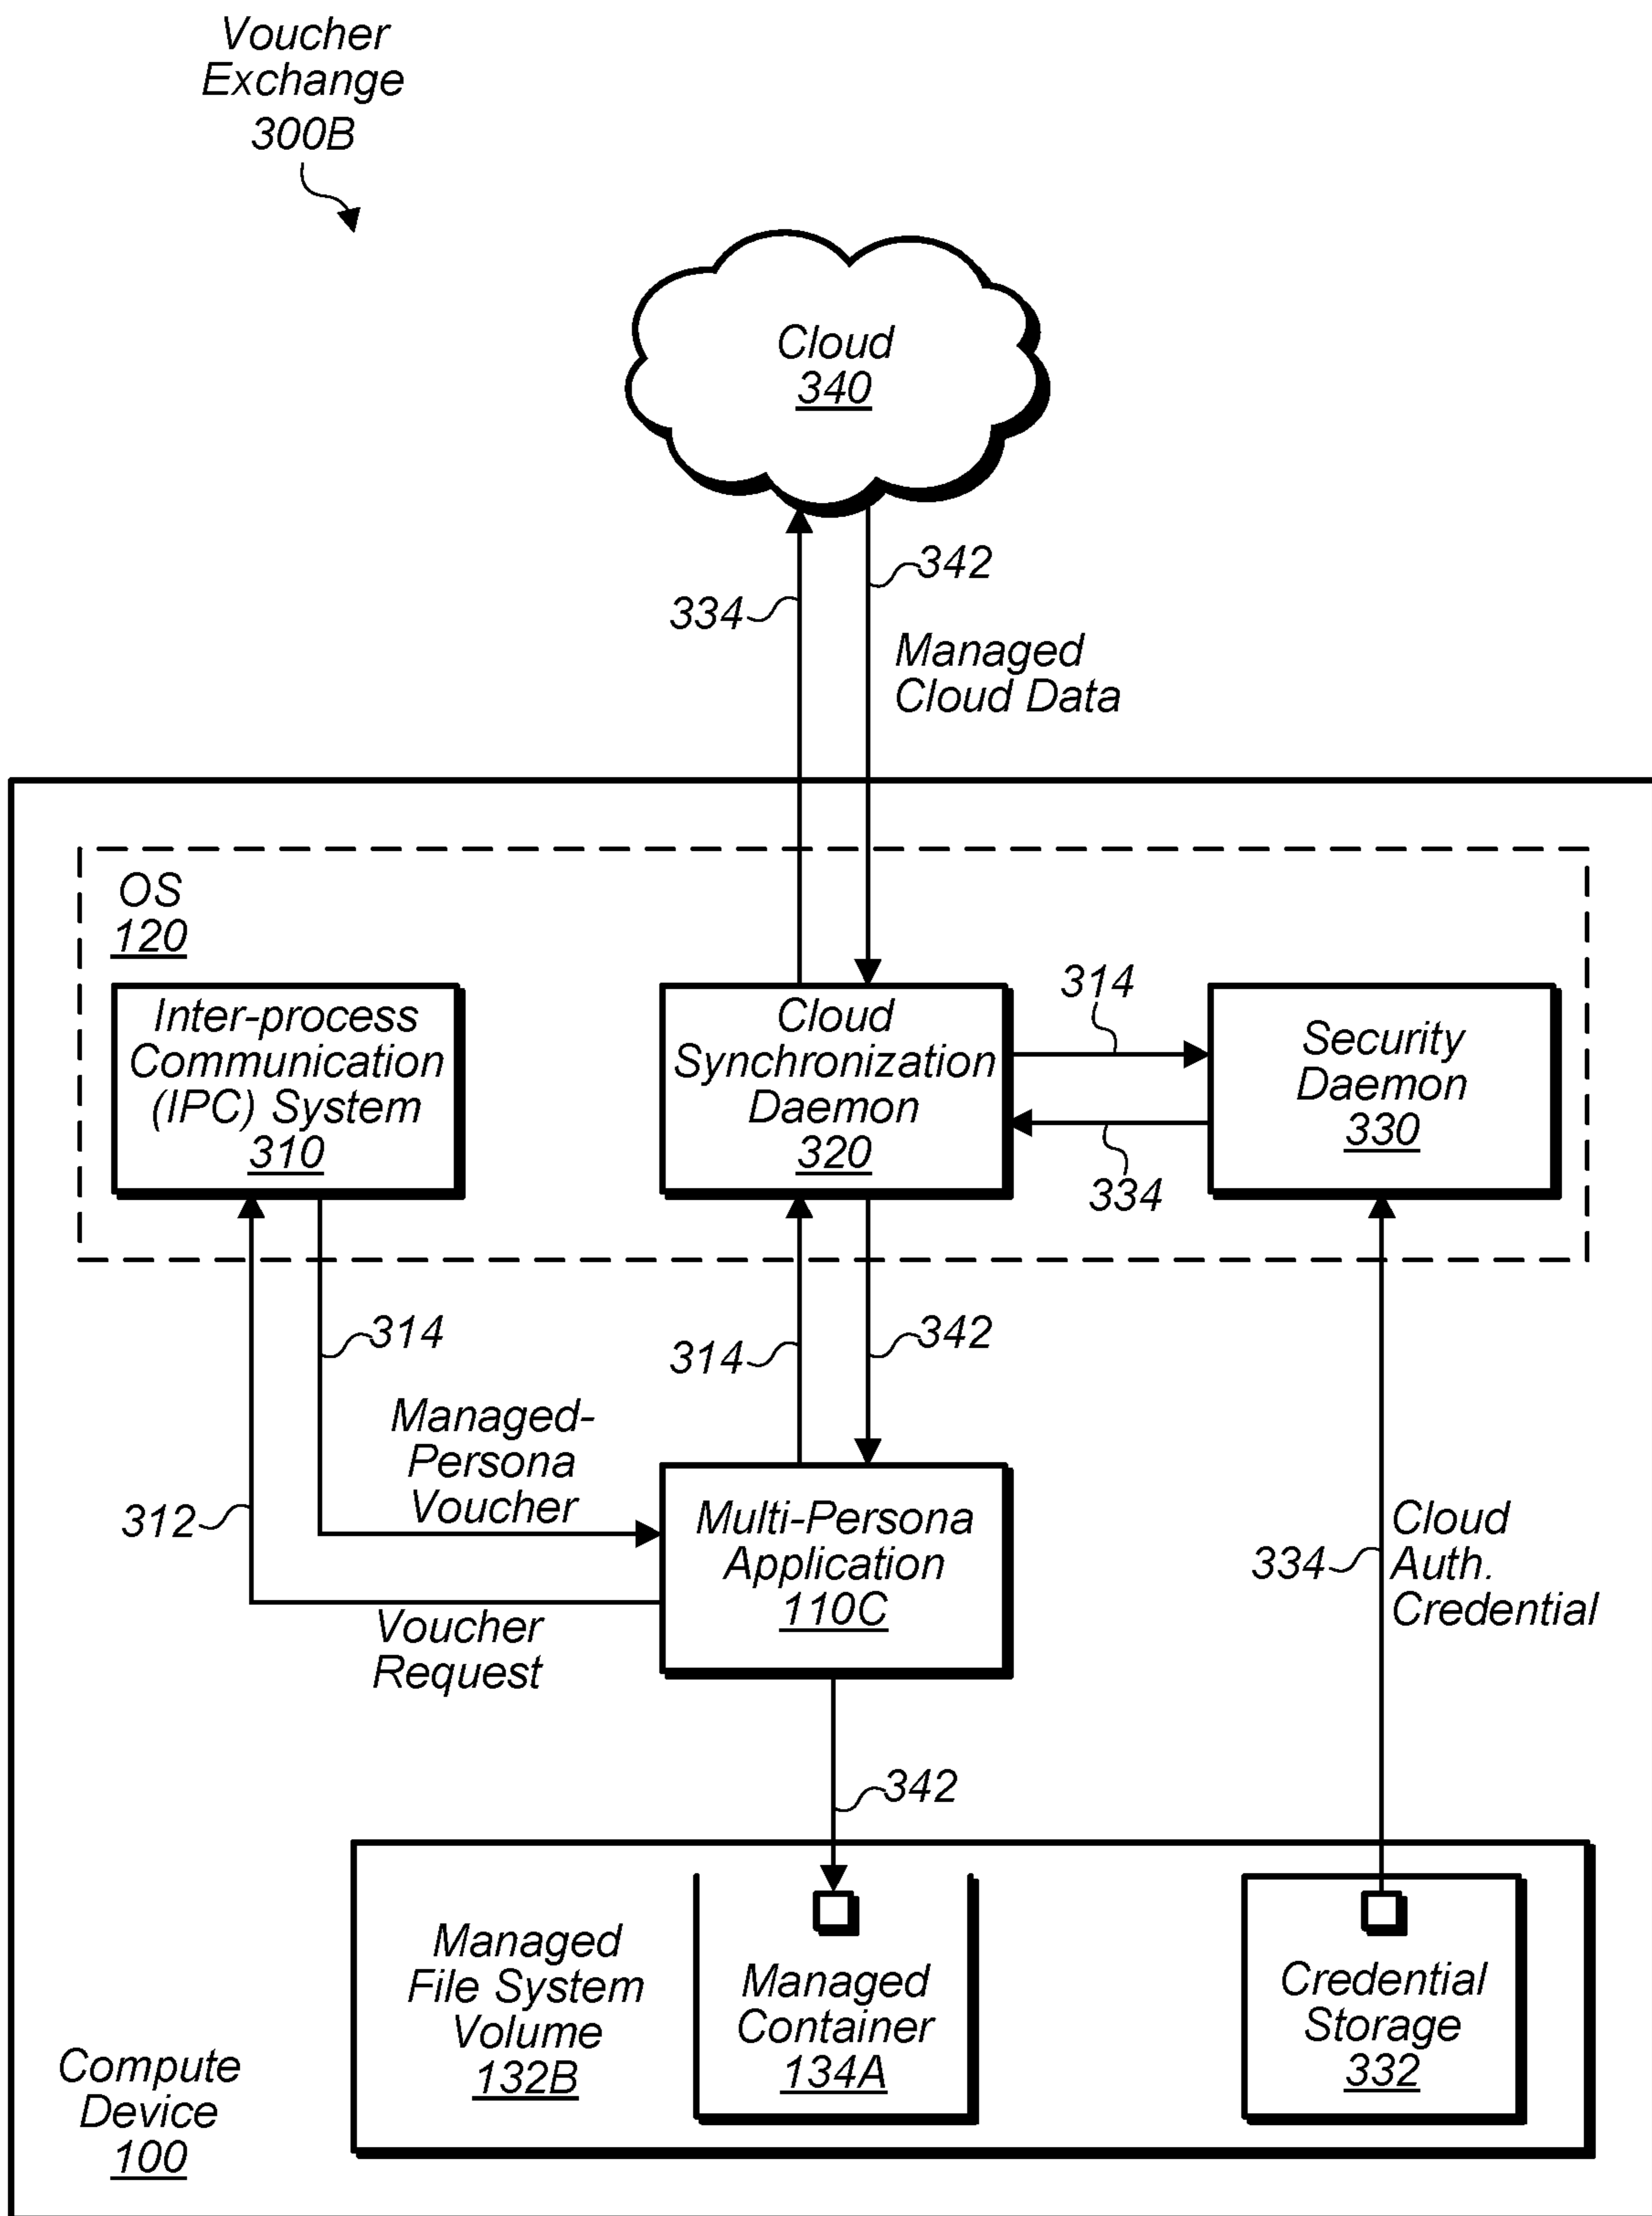 Voucher
Exchange
300B
Cloud
340
342
334
Managed
Cloud Data
OS
120
Inter-process
Communication
(IPC) System
310
Cloud
Synchronization
Daemon
320
314
334
Security
Daemon
330
314
314
342
Managed-
Persona
Voucher
312
Voucher
Request
Multi-Persona
Application
110C
334
Cloud
Auth.
Credential
342
Managed
File System
Volume
132B
Managed
Container
134A
Credential
Storage
332
Compute
Device
100